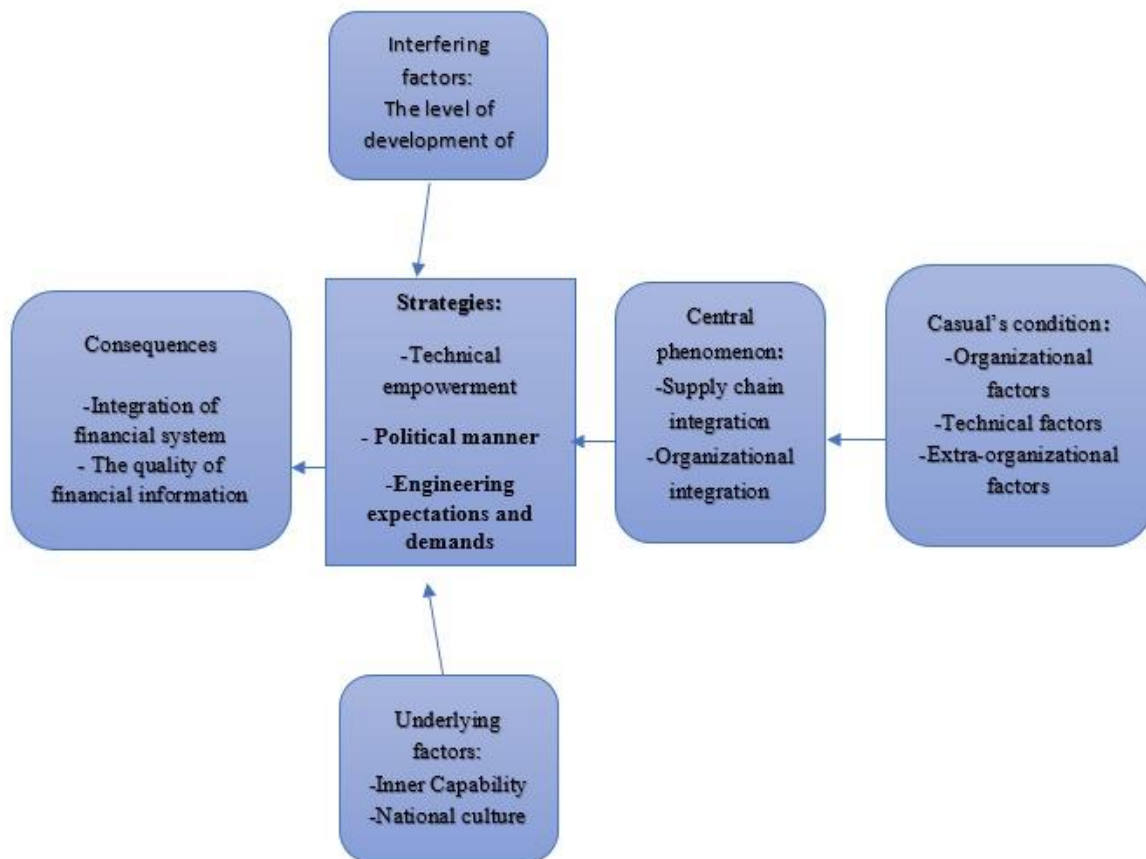 Interfering
factors:
The level of
development of
Consequences
-Integration of
financial system
- The quality of
financial information
Strategies:
-Technical
empowerment
- Political manner
-Engineering
expectations and
demands
Central
phenomenon:
-Supply chain
integration
-Organizational
integration
Casual’s condition:
-Organizational
factors
-Technical factors
-Extra-organizational
factors
Underlying
factors:
-Inner Capability
-National culture